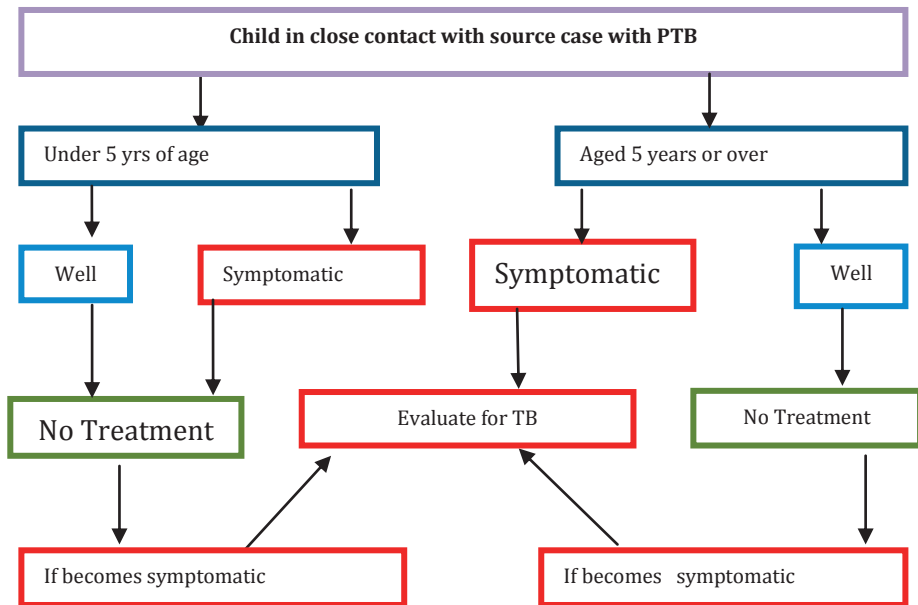 Child in close contact with source case with PTB
Under 5 yrs of age
Aged 5 years or over
Well
Symptomatic
Symptomatic
Well
No Treatment
Evaluate for TB
No Treatment
If becomes symptomatic
If becomes symptomatic